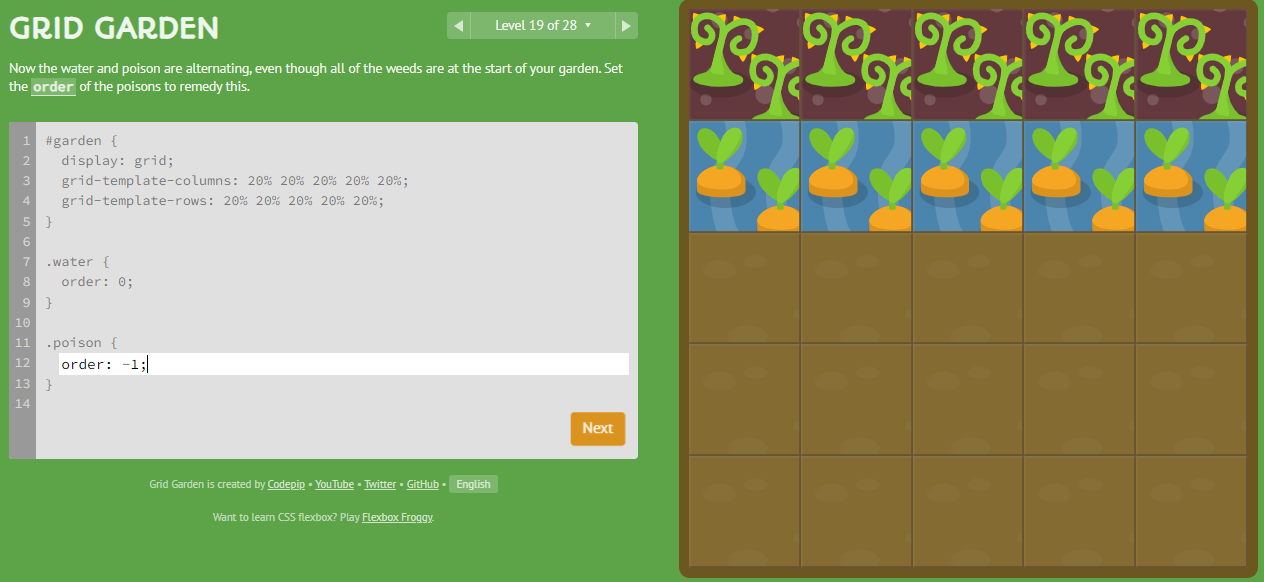 GRID GARDEN
◀ Level 19 of 28 ▾ ▶
Now the water and poison are alternating, even though all of the weeds are at the start of your garden. Set
the order of the poisons to remedy this.
1 #garden {
2   display: grid;
3   grid-template-columns: 20% 20% 20% 20% 20%;
4   grid-template-rows: 20% 20% 20% 20% 20%;
5 }
6
7 .water {
8   order: 0;
9 }
10
11 .poison {
12   order: -1;
13 }
14
Next
Grid Garden is created by Codepip • YouTube • Twitter • GitHub • English
Want to learn CSS flexbox? Play Flexbox Froggy.